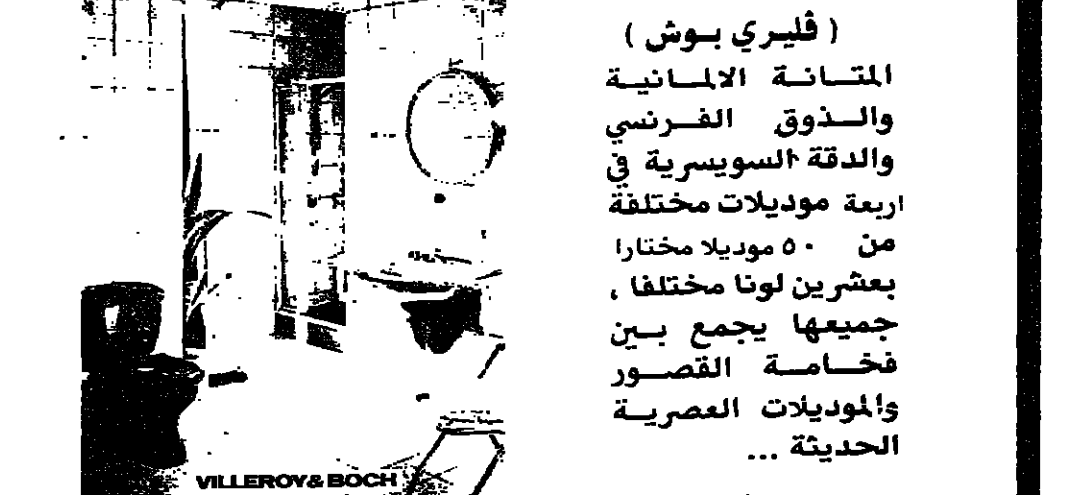 ( ڤليري بوش )
المتانة الالمانية
والذوق الفرنسي
والدقة السويسرية في
اربعة موديلات مختلفة
من ٥٠ موديلا مختارا
بعشرين لونا مختلفا ،
جميعها يجمع بين
فخامة القصور
والموديلات العصرية
الحديثة ...
VILLEROY & BOCH